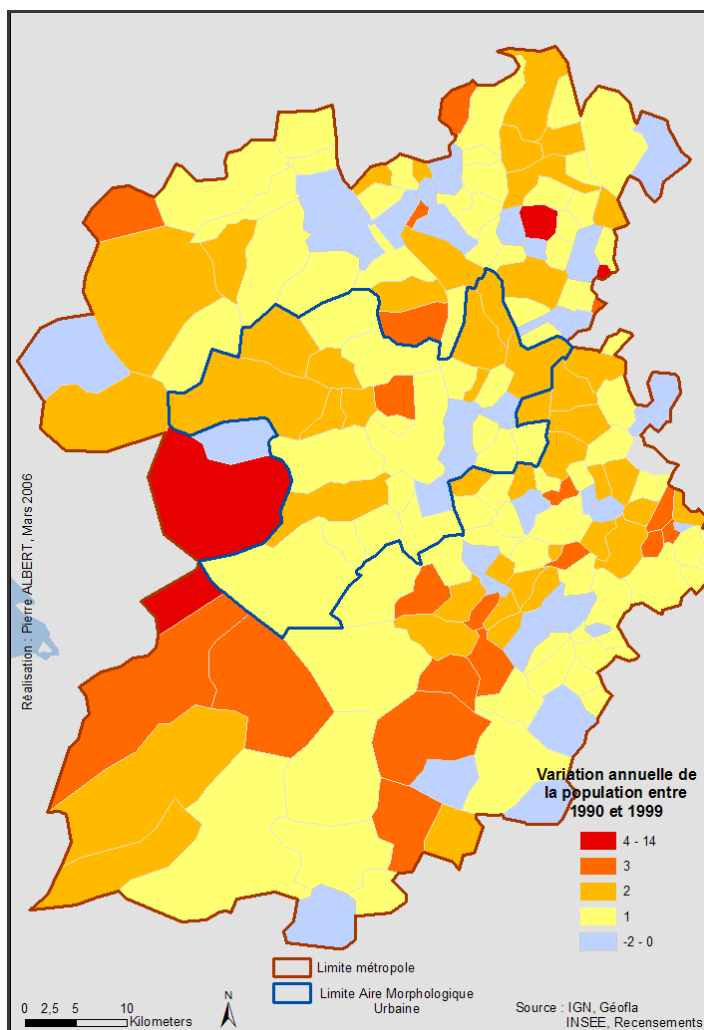 Réalisation : Pierre ALBERT, Mars 2006
Variation annuelle de
la population entre
1990 et 1999
4 - 14
3
2
1
-2 - 0
Limite métropole
Limite Aire Morphologique
Urbaine
0 2,5 5 10
Kilometers
N
Source : IGN, Géofla
INSEE, Recensements